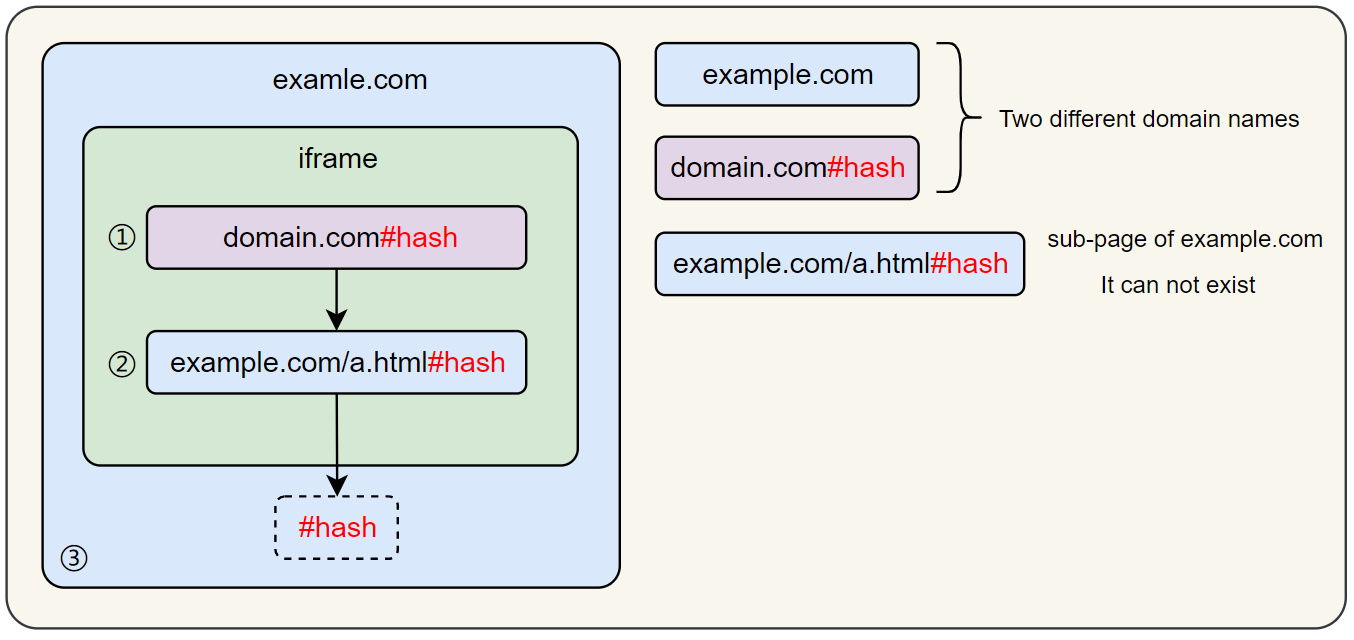 examle.com
iframe
① domain.com#hash
② example.com/a.html#hash
#hash
③
example.com
domain.com#hash
Two different domain names
example.com/a.html#hash
sub-page of example.com
It can not exist